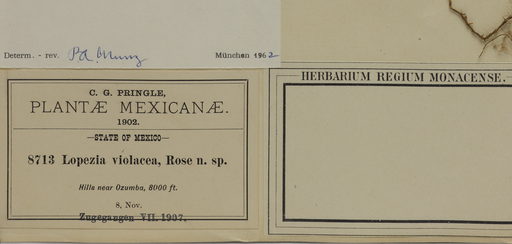 Determ. - rev. P.A. Munz München 1962
C. G. PRINGLE,
PLANTÆ MEXICANÆ.
1902.
STATE OF MEXICO
8713 Lopezia violacea, Rose n. sp.
Hills near Ozumba, 8000 ft.
8, Nov.
Zugegangen VII. 1907.
HERBARIUM REGIUM MONACENSE.